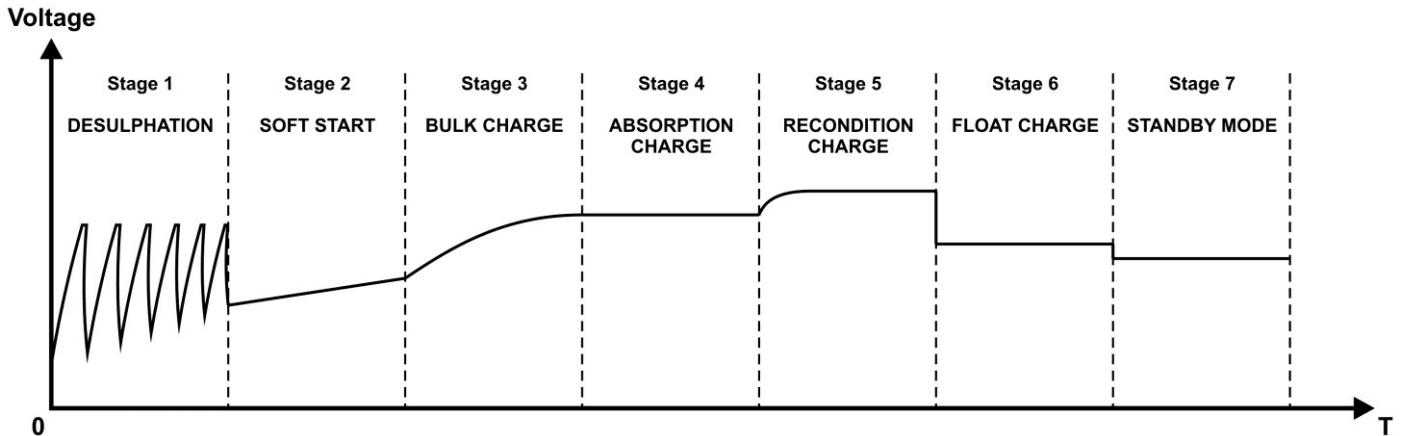 Voltage
Stage 1
DESULPHATION
Stage 2
SOFT START
Stage 3
BULK CHARGE
Stage 4
ABSORPTION
CHARGE
Stage 5
RECONDITION
CHARGE
Stage 6
FLOAT CHARGE
Stage 7
STANDBY MODE
0
T